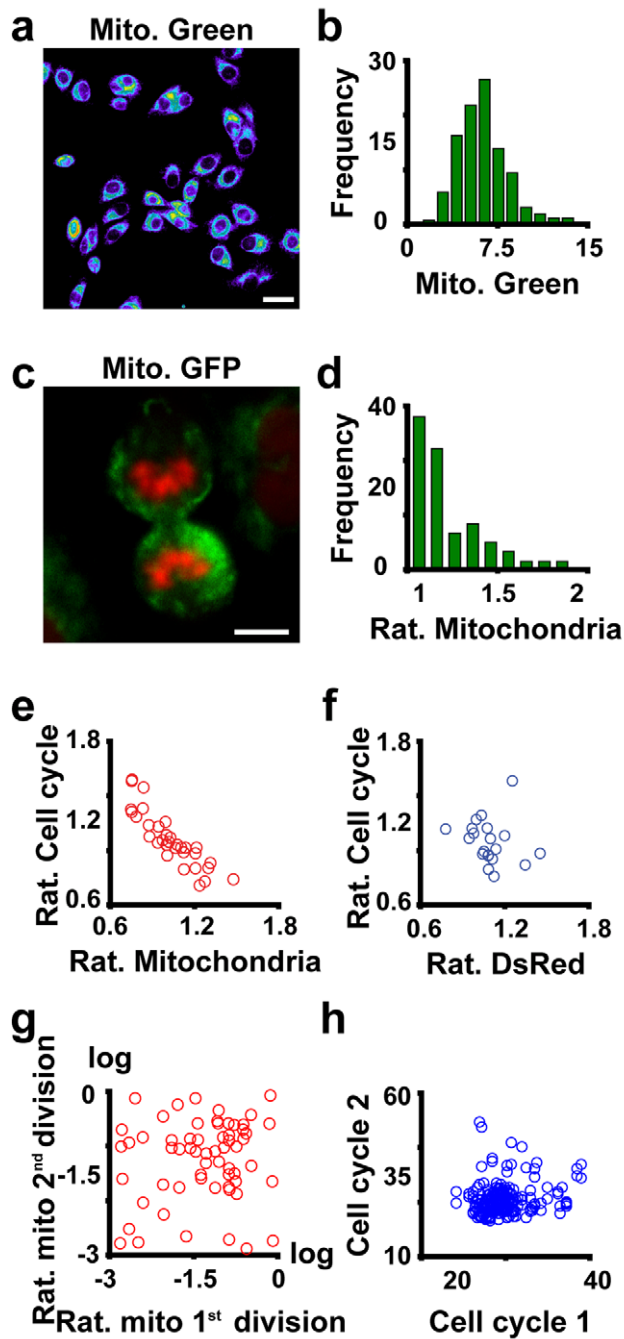 a Mito. Green
b
Frequency
30
15
0
0 7.5 15
Mito. Green
c Mito. GFP
d
Frequency
40
20
0
1 1.5 2
Rat. Mitochondria
e
Rat. Cell cycle
1.8
1.2
0.6
0.6 1.2 1.8
Rat. Mitochondria
f
Rat. Cell cycle
1.8
1.2
0.6
0.6 1.2 1.8
Rat. DsRed
g
log
Rat. mito 2nd division
0
-1.5
-3
-3 -1.5 0
log
Rat. mito 1st division
h
Cell cycle 2
60
35
10
20 40
Cell cycle 1